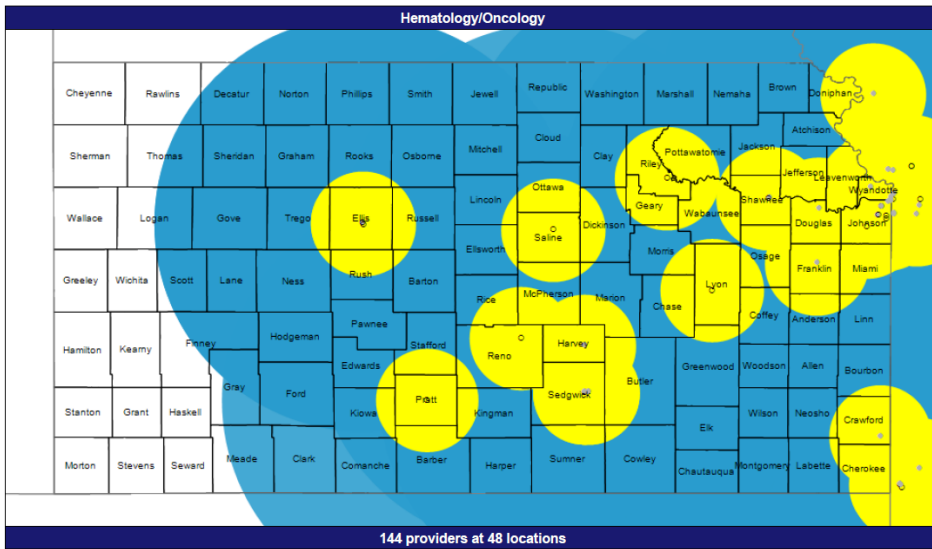 Hematology/Oncology
Cheyenne Rawlins Decatur Norton Phillips Smith Jewell Republic Washington Marshall Nemaha Brown Doniphan
Cloud Atchison
Sherman Thomas Sheridan Graham Rooks Osborne Mitchell Clay Riley Pottawatomie Jackson
Jefferson Leavenworth
Ottawa Wyandotte
Wallace Logan Gove Trego Ellis Russell Lincoln Geary Wabaunsee Shawnee
Saline Dickinson Douglas Johnson
Ellsworth Morris Osage
Greeley Wichita Scott Lane Ness Rush Barton Lyon Franklin Miami
Rice McPherson Marion Chase
Coffey Anderson Linn
Hamilton Kearny Finney Hodgeman Pawnee Stafford Reno Harvey
Edwards Greenwood Woodson Allen Bourbon
Gray Ford Sedgwick Butler
Stanton Grant Haskell Kiowa Pratt Kingman Wilson Neosho Crawford
Elk
Morton Stevens Seward Meade Clark Comanche Barber Harper Sumner Cowley Chautauqua Montgomery Labette Cherokee
144 providers at 48 locations